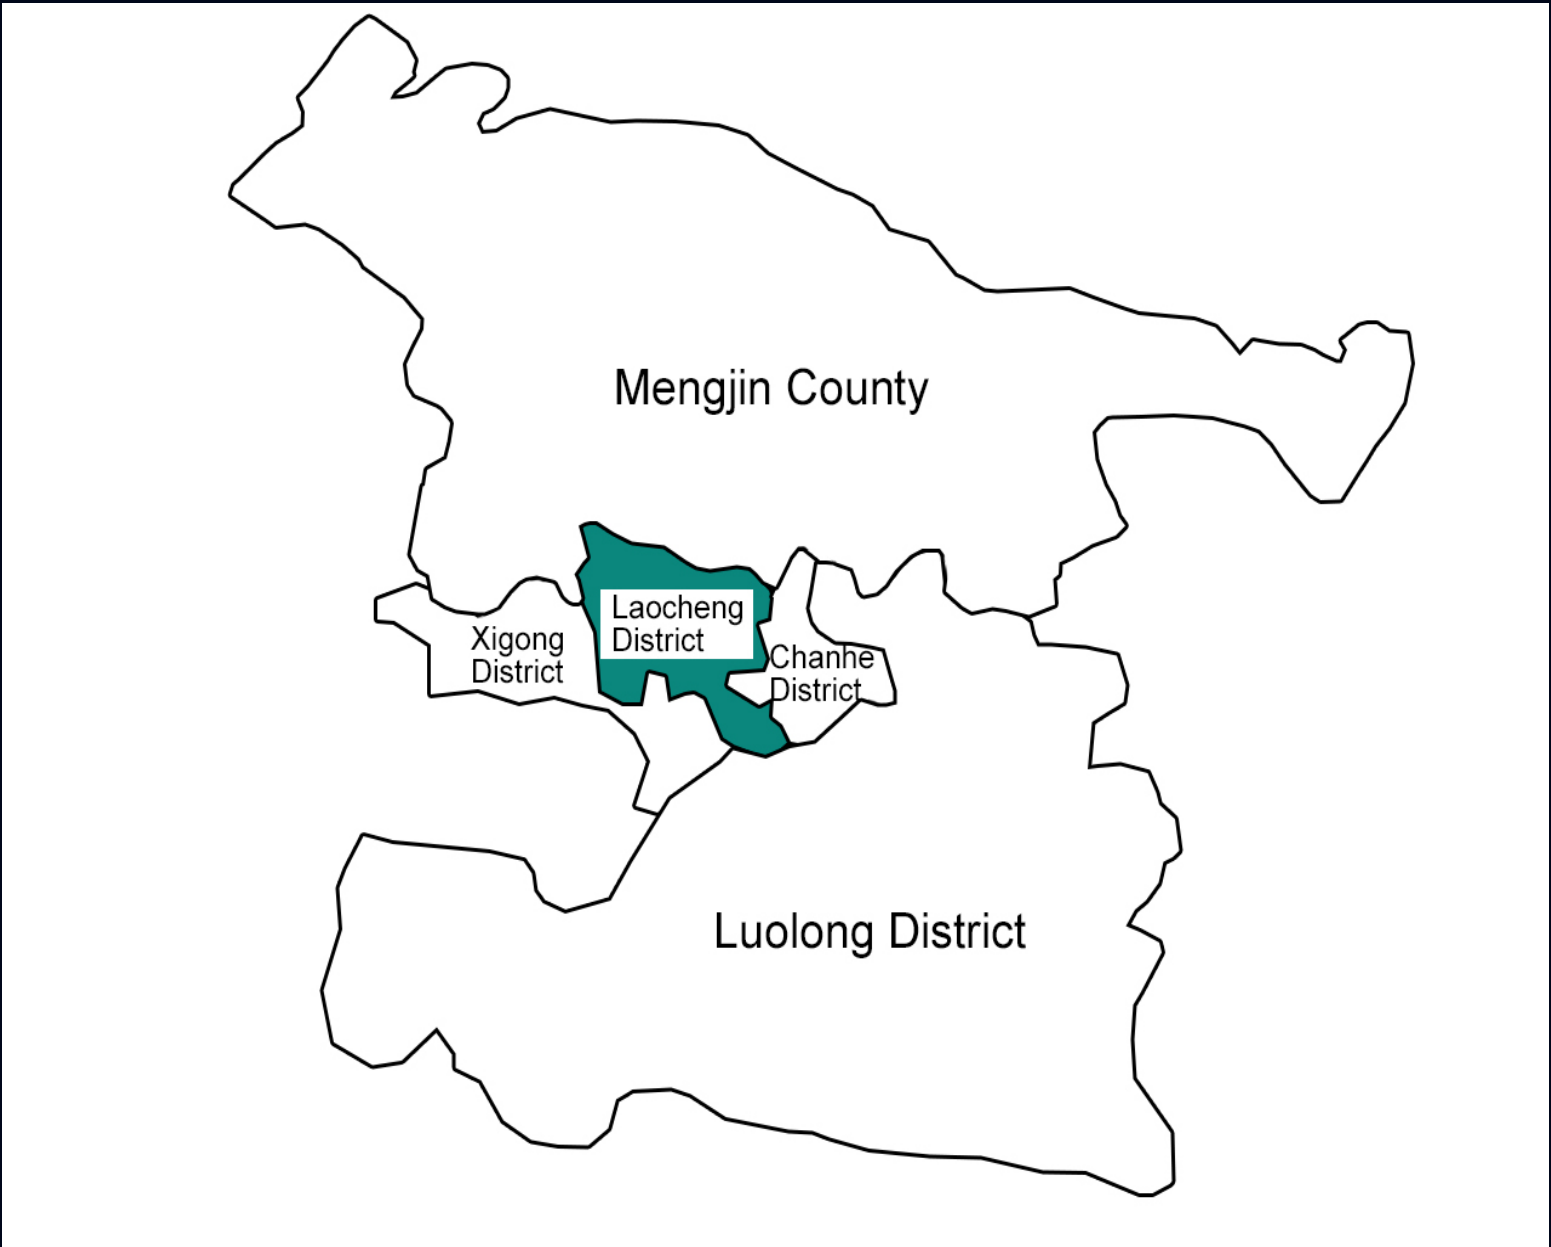 Mengjin County
Laocheng
District
Xigong
District
Chanhe
District
Luolong District